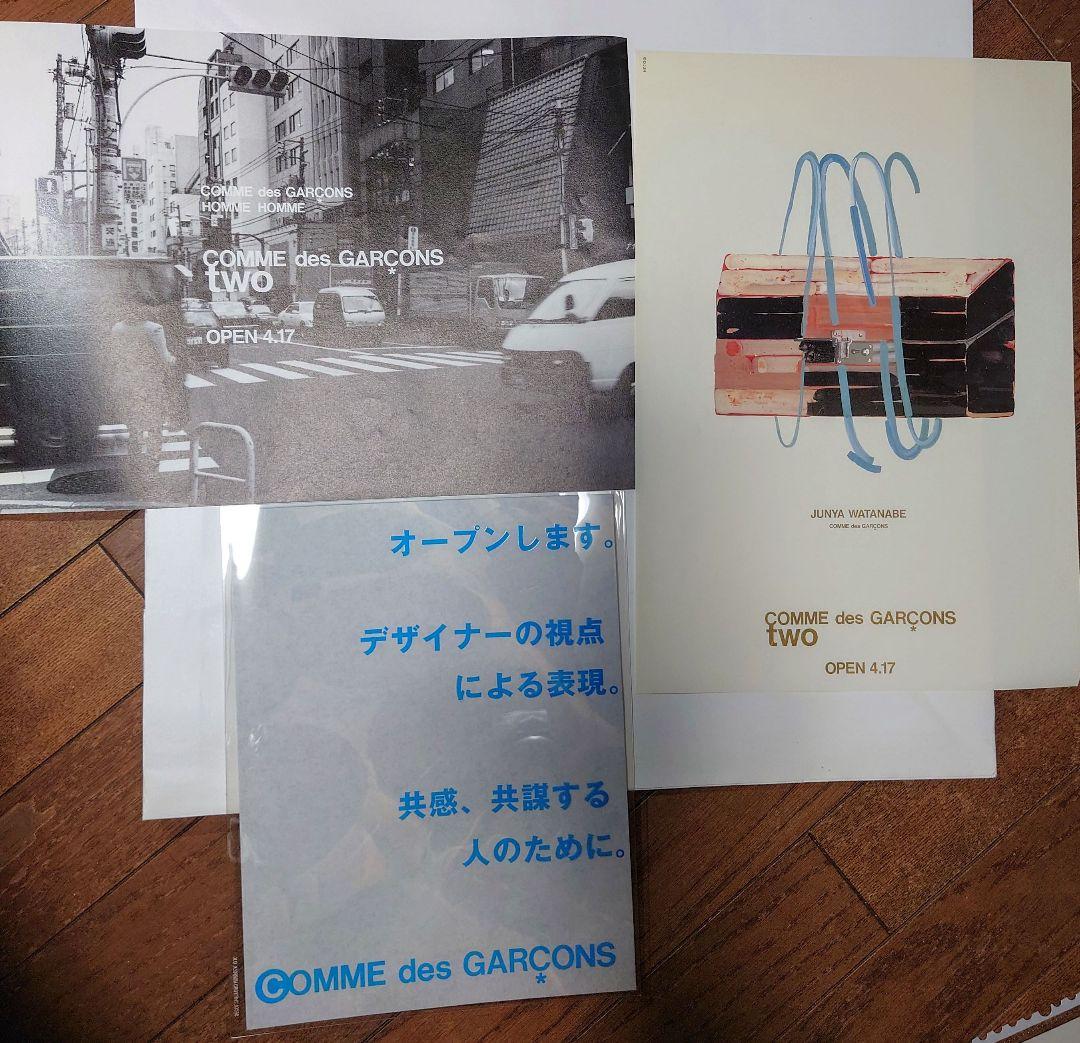 COMME des GARÇONS
HOMME HOMME
COMME des GARÇONS
two
OPEN 4.17
JUNYA WATANABE
COMME des GARÇONS
COMME des GARÇONS
two
OPEN 4.17
オープンします。
デザイナーの視点
による表現。
共感、共謀する
人のために。
COMME des GARÇONS